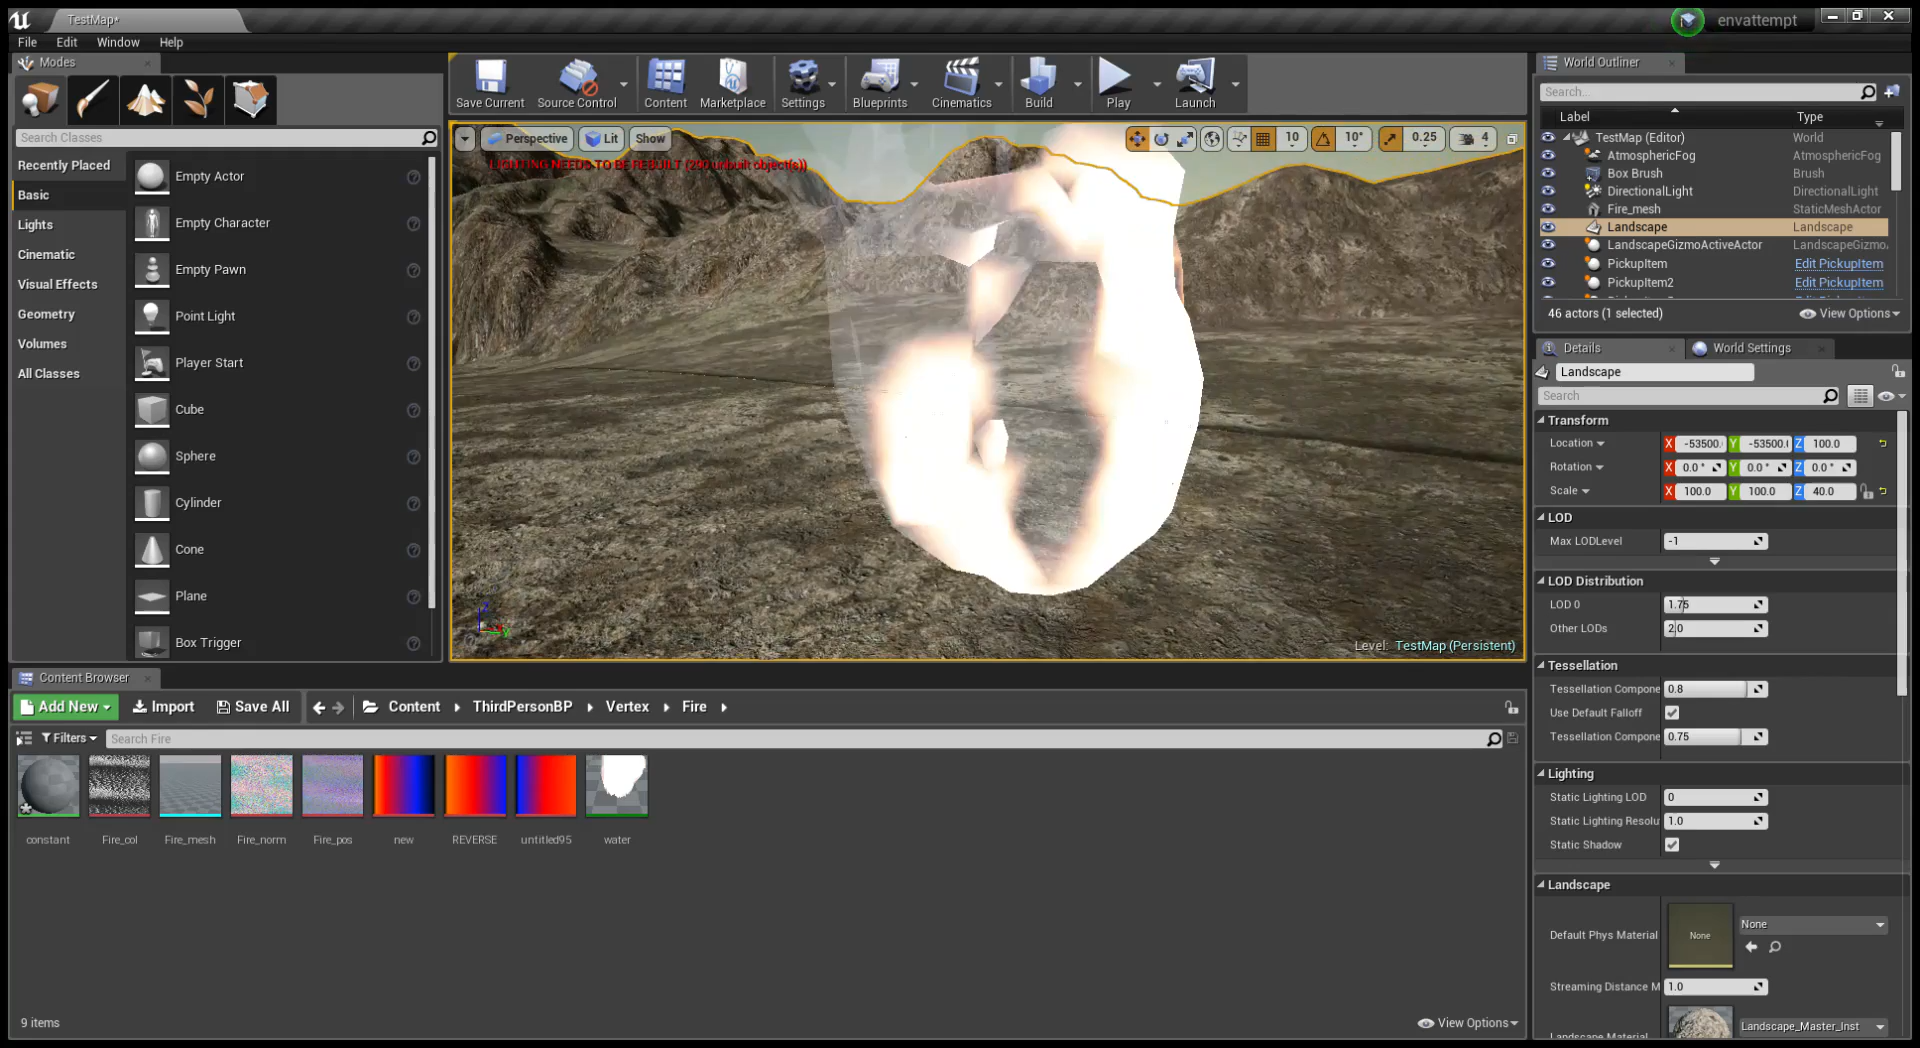 TestMap*
envattempt
File Edit Window Help
Modes
Search Classes
Recently Placed
Basic
Lights
Cinematic
Visual Effects
Geometry
Volumes
All Classes
Empty Actor
Empty Character
Empty Pawn
Point Light
Player Start
Cube
Sphere
Cylinder
Cone
Plane
Box Trigger
Save Current Source Control Content Marketplace Settings Blueprints Cinematics Build Play Launch
Perspective Lit Show 10 10° 0.25 4
LIGHTING NEEDS TO BE REBUILT (290 unbuilt object(s))
Level: TestMap (Persistent)
World Outliner
Search...
Label Type
TestMap (Editor) World
AtmosphericFog AtmosphericFog
Box Brush Brush
DirectionalLight DirectionalLight
Fire_mesh StaticMeshActor
Landscape Landscape
LandscapeGizmoActiveActor LandscapeGizmo
PickupItem Edit PickupItem
PickupItem2 Edit PickupItem
46 actors (1 selected) View Options
Details World Settings
Landscape
Search
Transform
Location X -53500. Y -53500. Z 100.0
Rotation X 0.0 ° Y 0.0 ° Z 0.0 °
Scale X 100.0 Y 100.0 Z 40.0
LOD
Max LODLevel -1
LOD Distribution
LOD 0 1.75
Other LODs 2.0
Tessellation
Tessellation Compone 0.8
Use Default Falloff
Tessellation Compone 0.75
Lighting
Static Lighting LOD 0
Static Lighting Resolu 1.0
Static Shadow
Landscape
Default Phys Material None None
Streaming Distance M 1.0
Landscape Material Landscape_Master_Inst
Content Browser
Add New Import Save All Content ThirdPersonBP Vertex Fire
Filters Search Fire
constant Fire_col Fire_mesh Fire_norm Fire_pos new REVERSE untitled95 water
9 items View Options